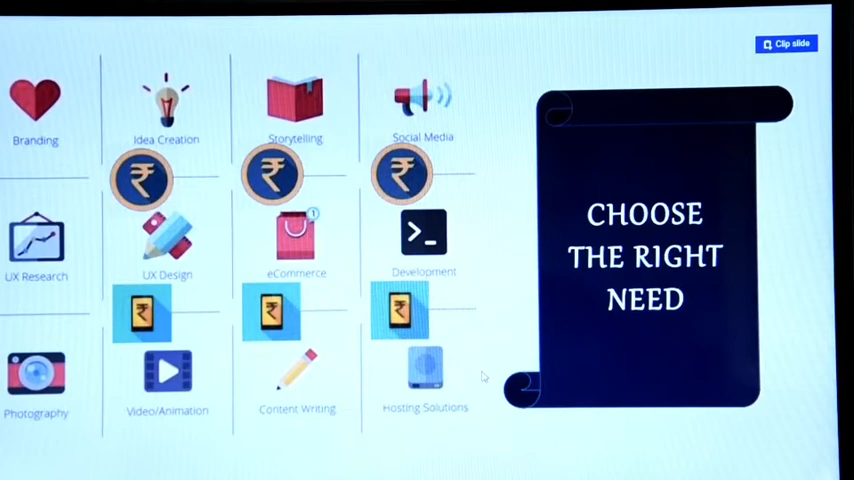 Clip slide
Branding
Idea Creation
Storytelling
Social Media
UX Research
UX Design
eCommerce
1
Development
Photography
Video/Animation
Content Writing
Hosting Solutions
CHOOSE
THE RIGHT
NEED